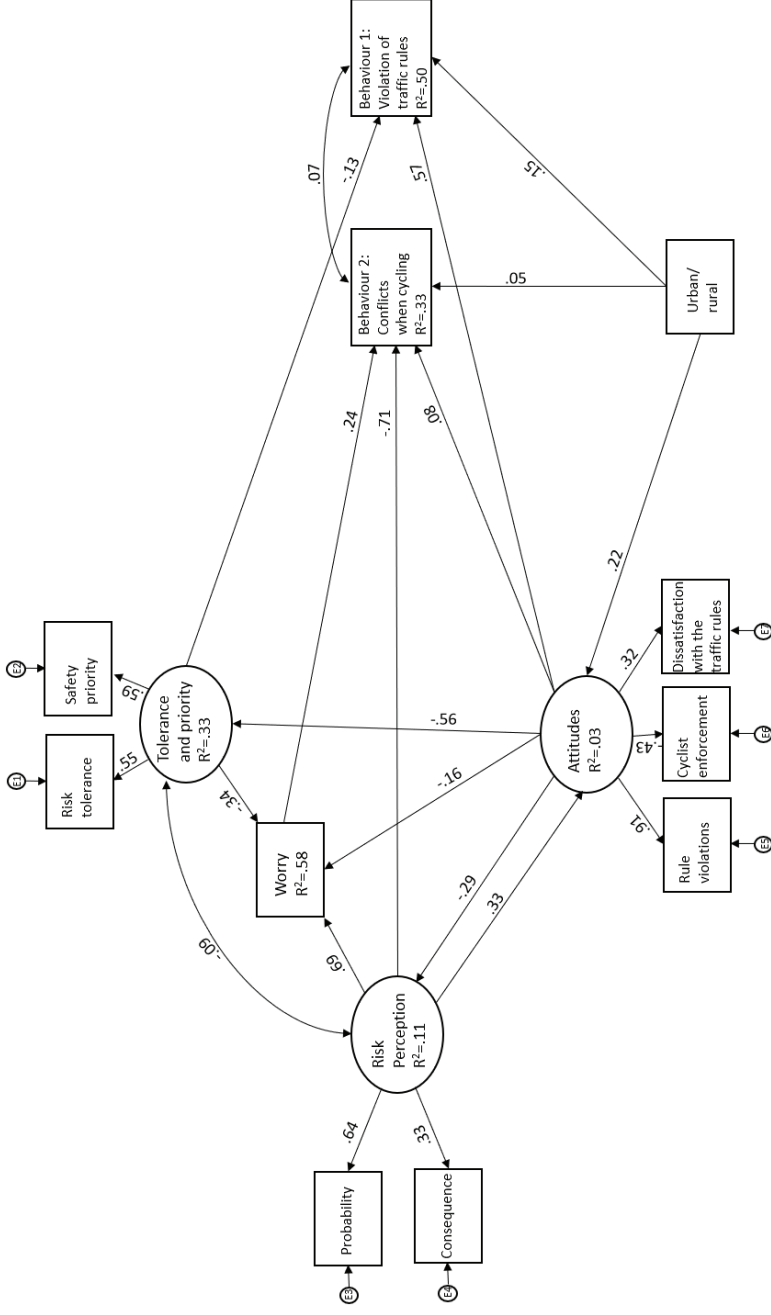 Behaviour 1:
Violation of
traffic rules
R²=.50
.07
-.13
.57
.15
Behaviour 2:
Conflicts
when cycling
R²=.33
.05
Urban/
rural
.24
-.71
.08
.22
E2
Safety
priority
.59
E1
Risk
tolerance
.55
Tolerance
and priority
R²=.33
-.56
-.34
-.09
Worry
R²=.58
-.16
.69
-.29
.33
Attitudes
R²=.03
.32
Dissatisfaction
with the
traffic rules
E7
-.43
Cyclist
enforcement
E6
.91
Rule
violations
E5
Risk
Perception
R²=.11
.64
Probability
E3
.33
Consequence
E4